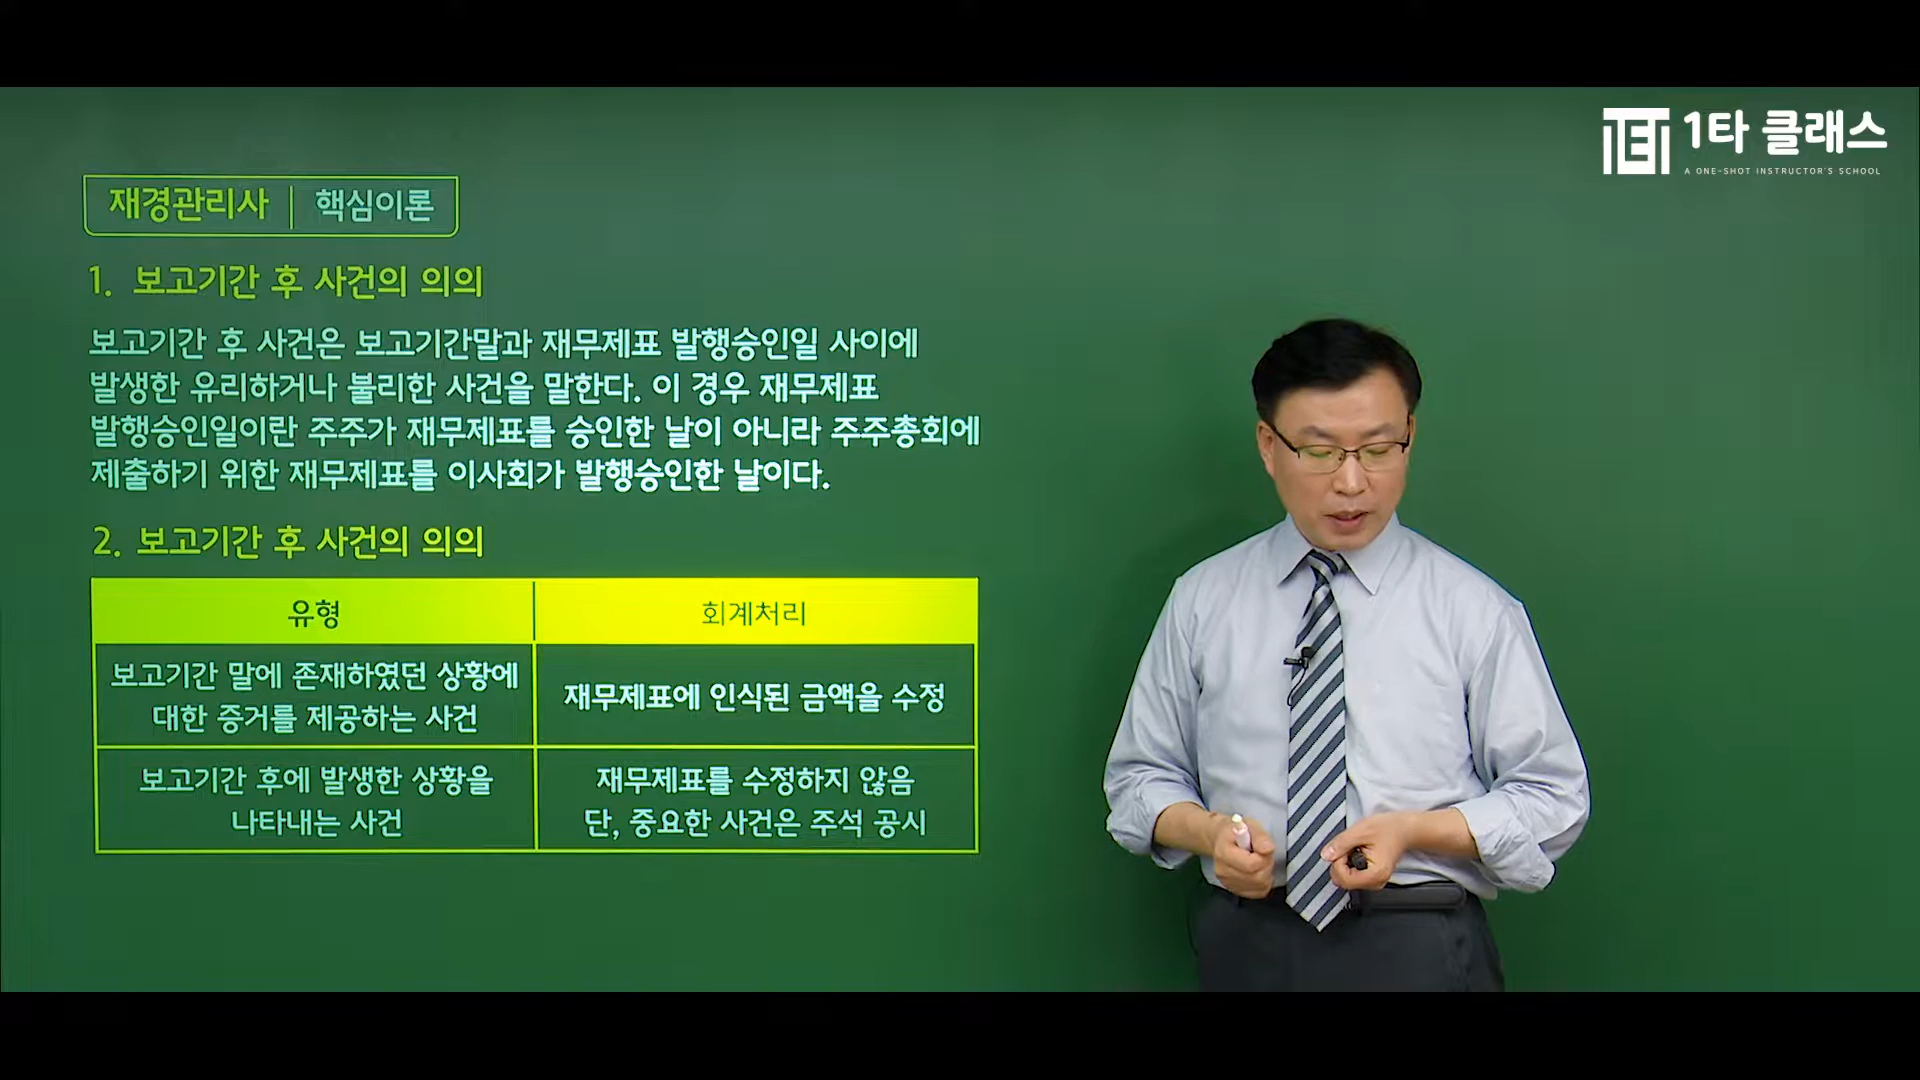 1타 클래스
A ONE-SHOT INSTRUCTOR'S SCHOOL
재경관리사 | 핵심이론
1. 보고기간 후 사건의 의의
보고기간 후 사건은 보고기간말과 재무제표 발행승인일 사이에
발생한 유리하거나 불리한 사건을 말한다. 이 경우 재무제표
발행승인일이란 주주가 재무제표를 승인한 날이 아니라 주주총회에
제출하기 위한 재무제표를 이사회가 발행승인한 날이다.
2. 보고기간 후 사건의 의의
유형
회계처리
보고기간 말에 존재하였던 상황에
대한 증거를 제공하는 사건
재무제표에 인식된 금액을 수정
보고기간 후에 발생한 상황을
나타내는 사건
재무제표를 수정하지 않음
단, 중요한 사건은 주석 공시